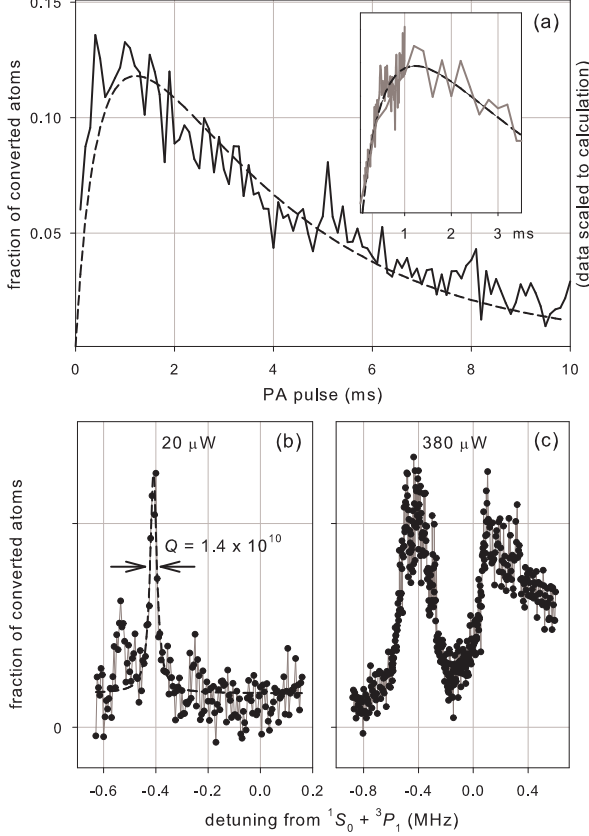 0.15
(a)
0.10
0.05
fraction of converted atoms
(data scaled to calculation)
1 2 3 ms
0 2 4 6 8 10
PA pulse (ms)
20 μW (b)
380 μW (c)
Q = 1.4 x 10¹⁰
fraction of converted atoms
0
-0.6 -0.4 -0.2 0.0 0.2
-0.8 -0.4 0.0 0.4
detuning from ¹S₀ + ³P₁ (MHz)